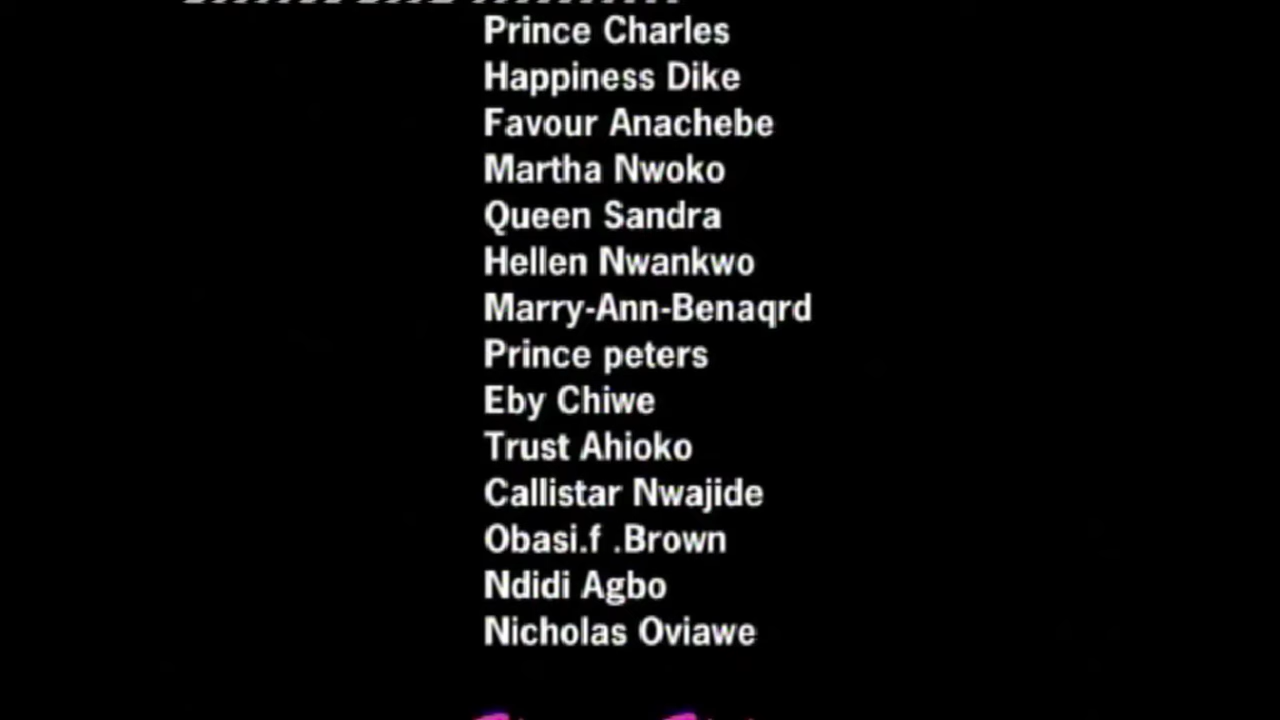 Prince Charles
Happiness Dike
Favour Anachebe
Martha Nwoko
Queen Sandra
Hellen Nwankwo
Marry-Ann-Benaqrd
Prince peters
Eby Chiwe
Trust Ahioko
Callistar Nwajide
Obasi.f .Brown
Ndidi Agbo
Nicholas Oviawe